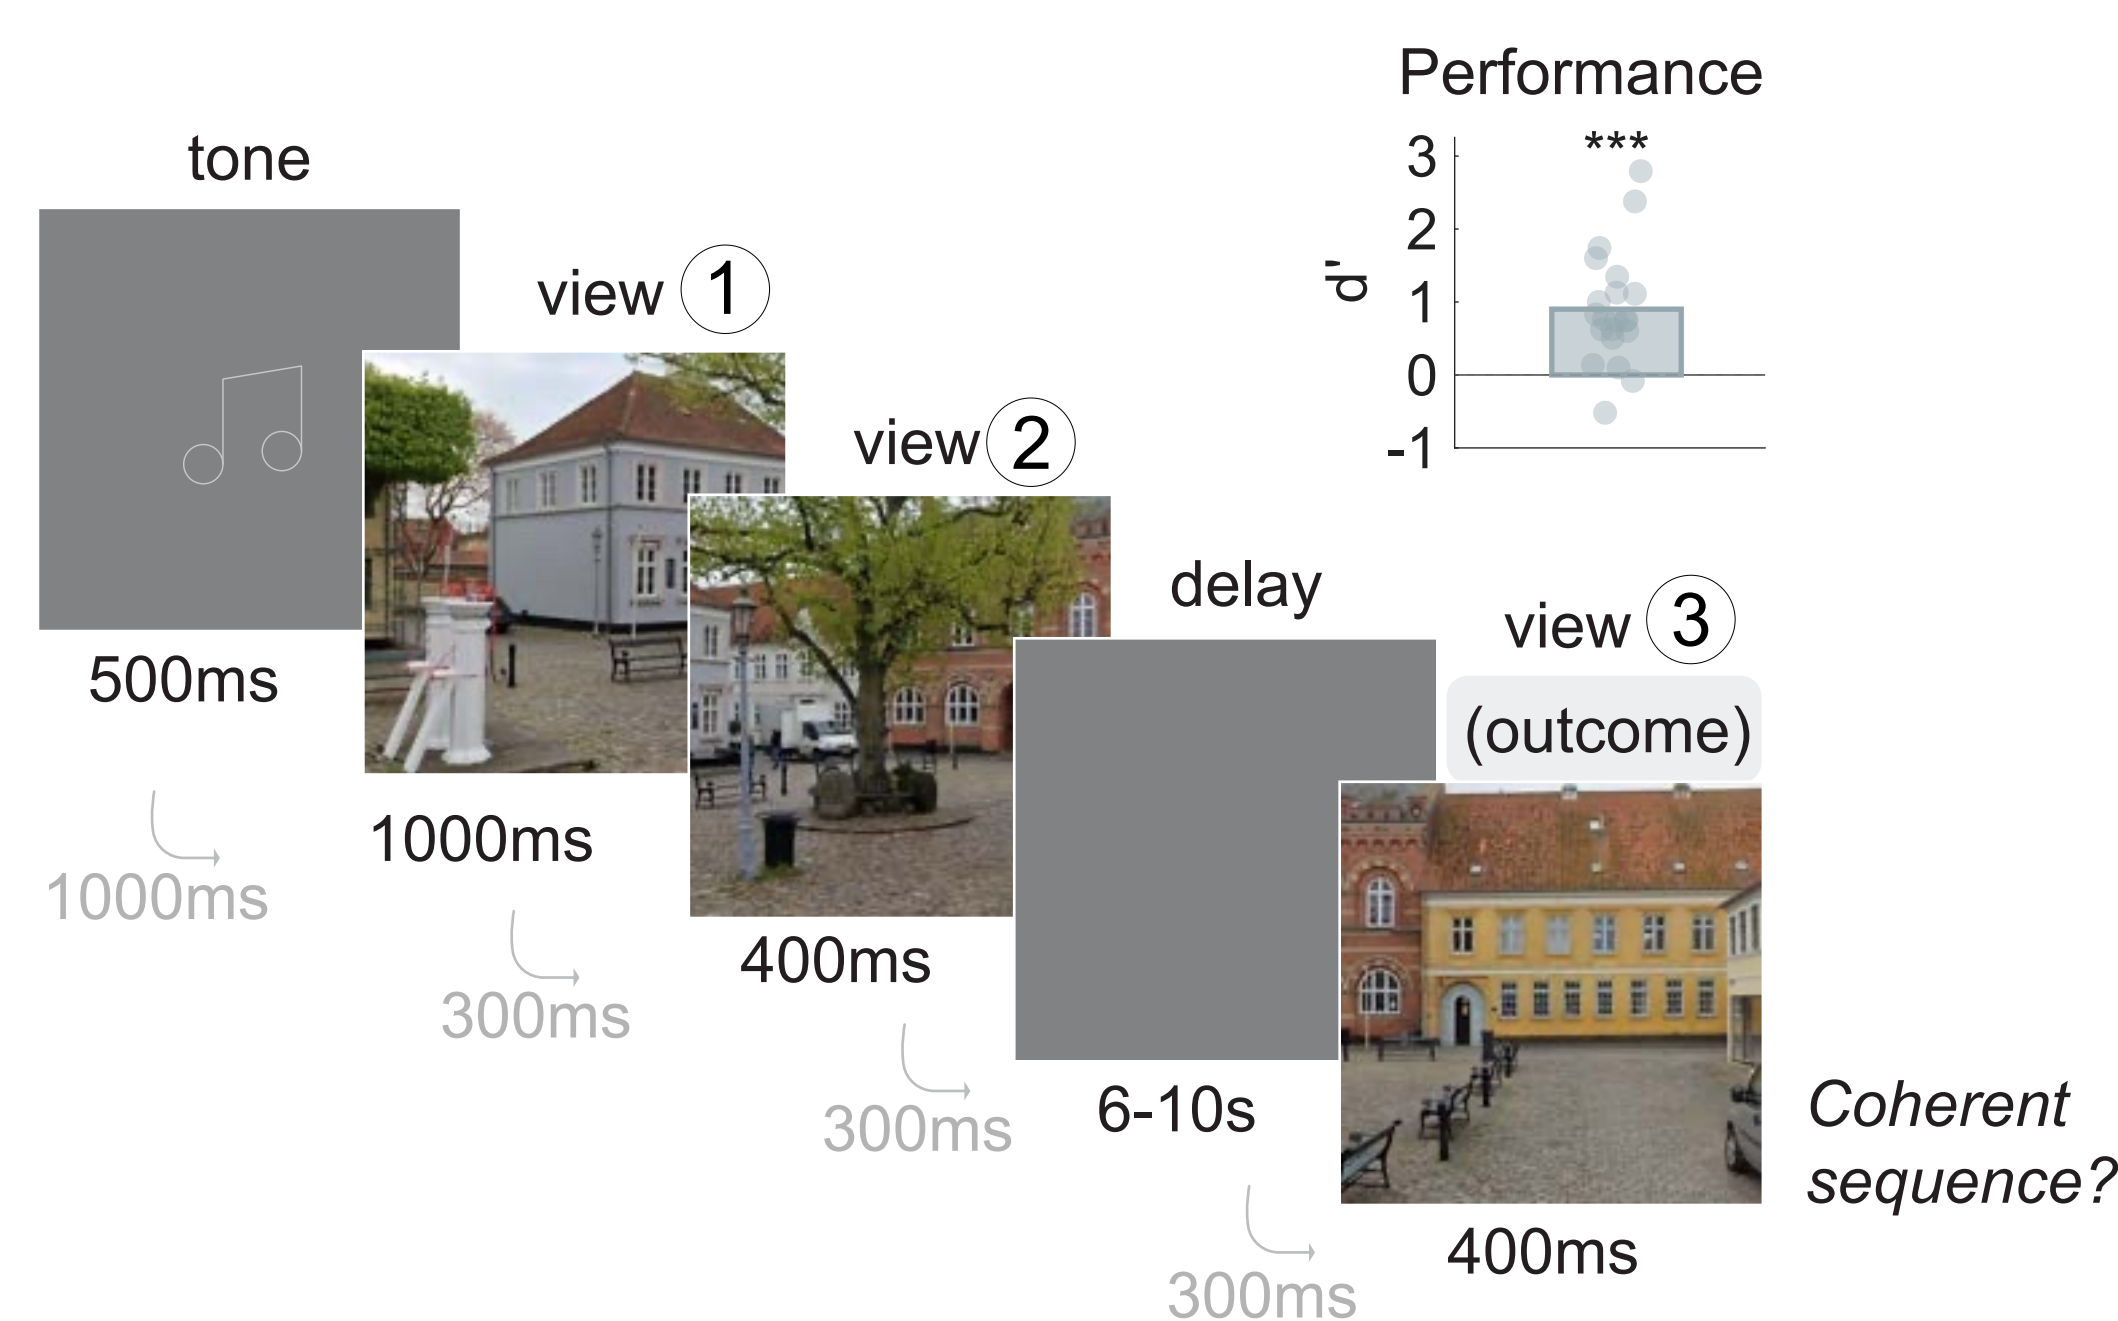 Performance
***
3
2
1
0
-1
d'
tone
500ms
1000ms
view 1
1000ms
300ms
view 2
400ms
300ms
delay
6-10s
300ms
view 3
(outcome)
400ms
Coherent
sequence?